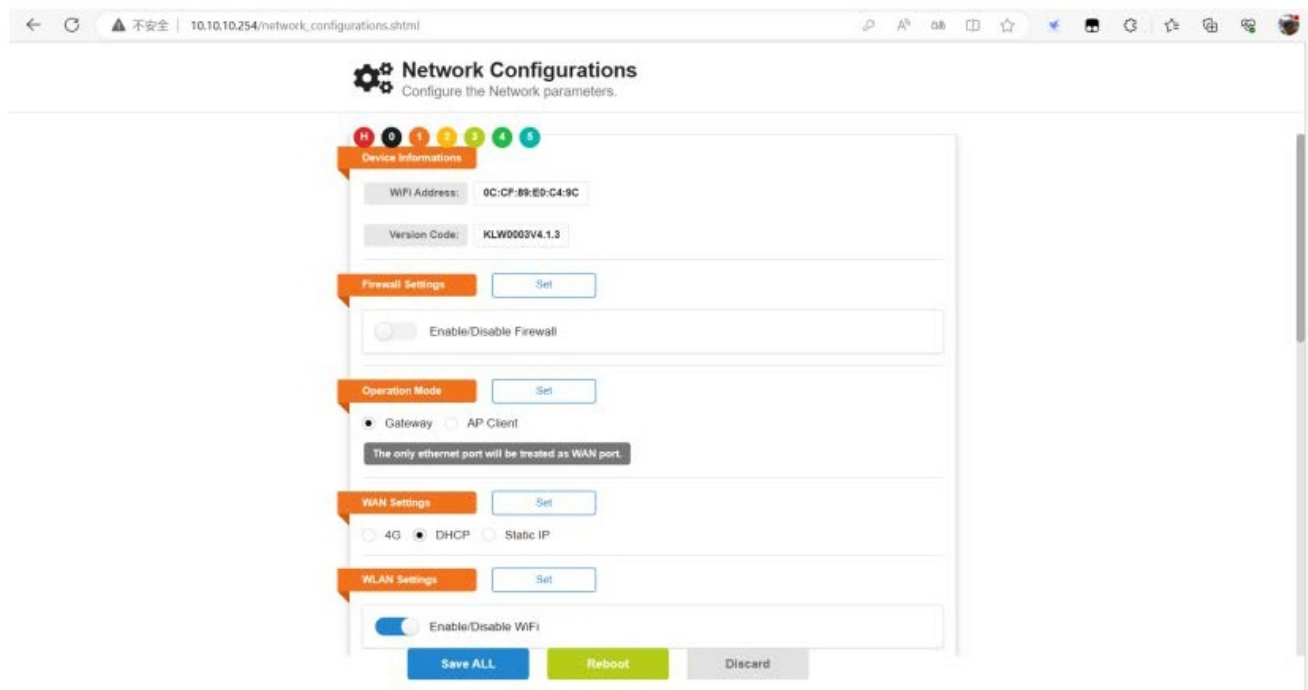 不安全 | 10.10.10.254/network_configurations.shtml
Network Configurations
Configure the Network parameters.
H 0 1 2 3 4 5
Device Informations
WiFi Address: 0C:CF:89:ED:C4:9C
Version Code: KLW0003V4.1.3
Firewall Settings Set
Enable/Disable Firewall
Operation Mode Set
Gateway AP Client
The only ethernet port will be treated as WAN port.
WAN Settings Set
4G DHCP Static IP
WLAN Settings Set
Enable/Disable WiFi
Save ALL Reboot Discard